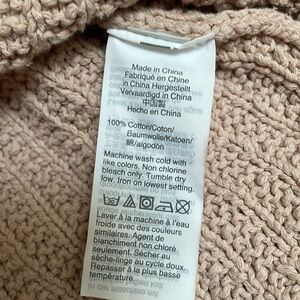 Made in China
Fabriqué en Chine
In China Hergestellt
Vervaardigd in China
中国製
Hecho en China
100% Cotton/Coton/
Baumwolle/Katoen/
綿/algodón
Machine wash cold with
like colors. Non chlorine
bleach only. Tumble dry
low. Iron on lowest setting.
Laver à la machine à l'eau
froide avec des couleurs
similaires. Agent de
blanchiment non chloré
seulement. Sécher au
sèche-linge au cycle doux.
Repasser à la plus basse
température.